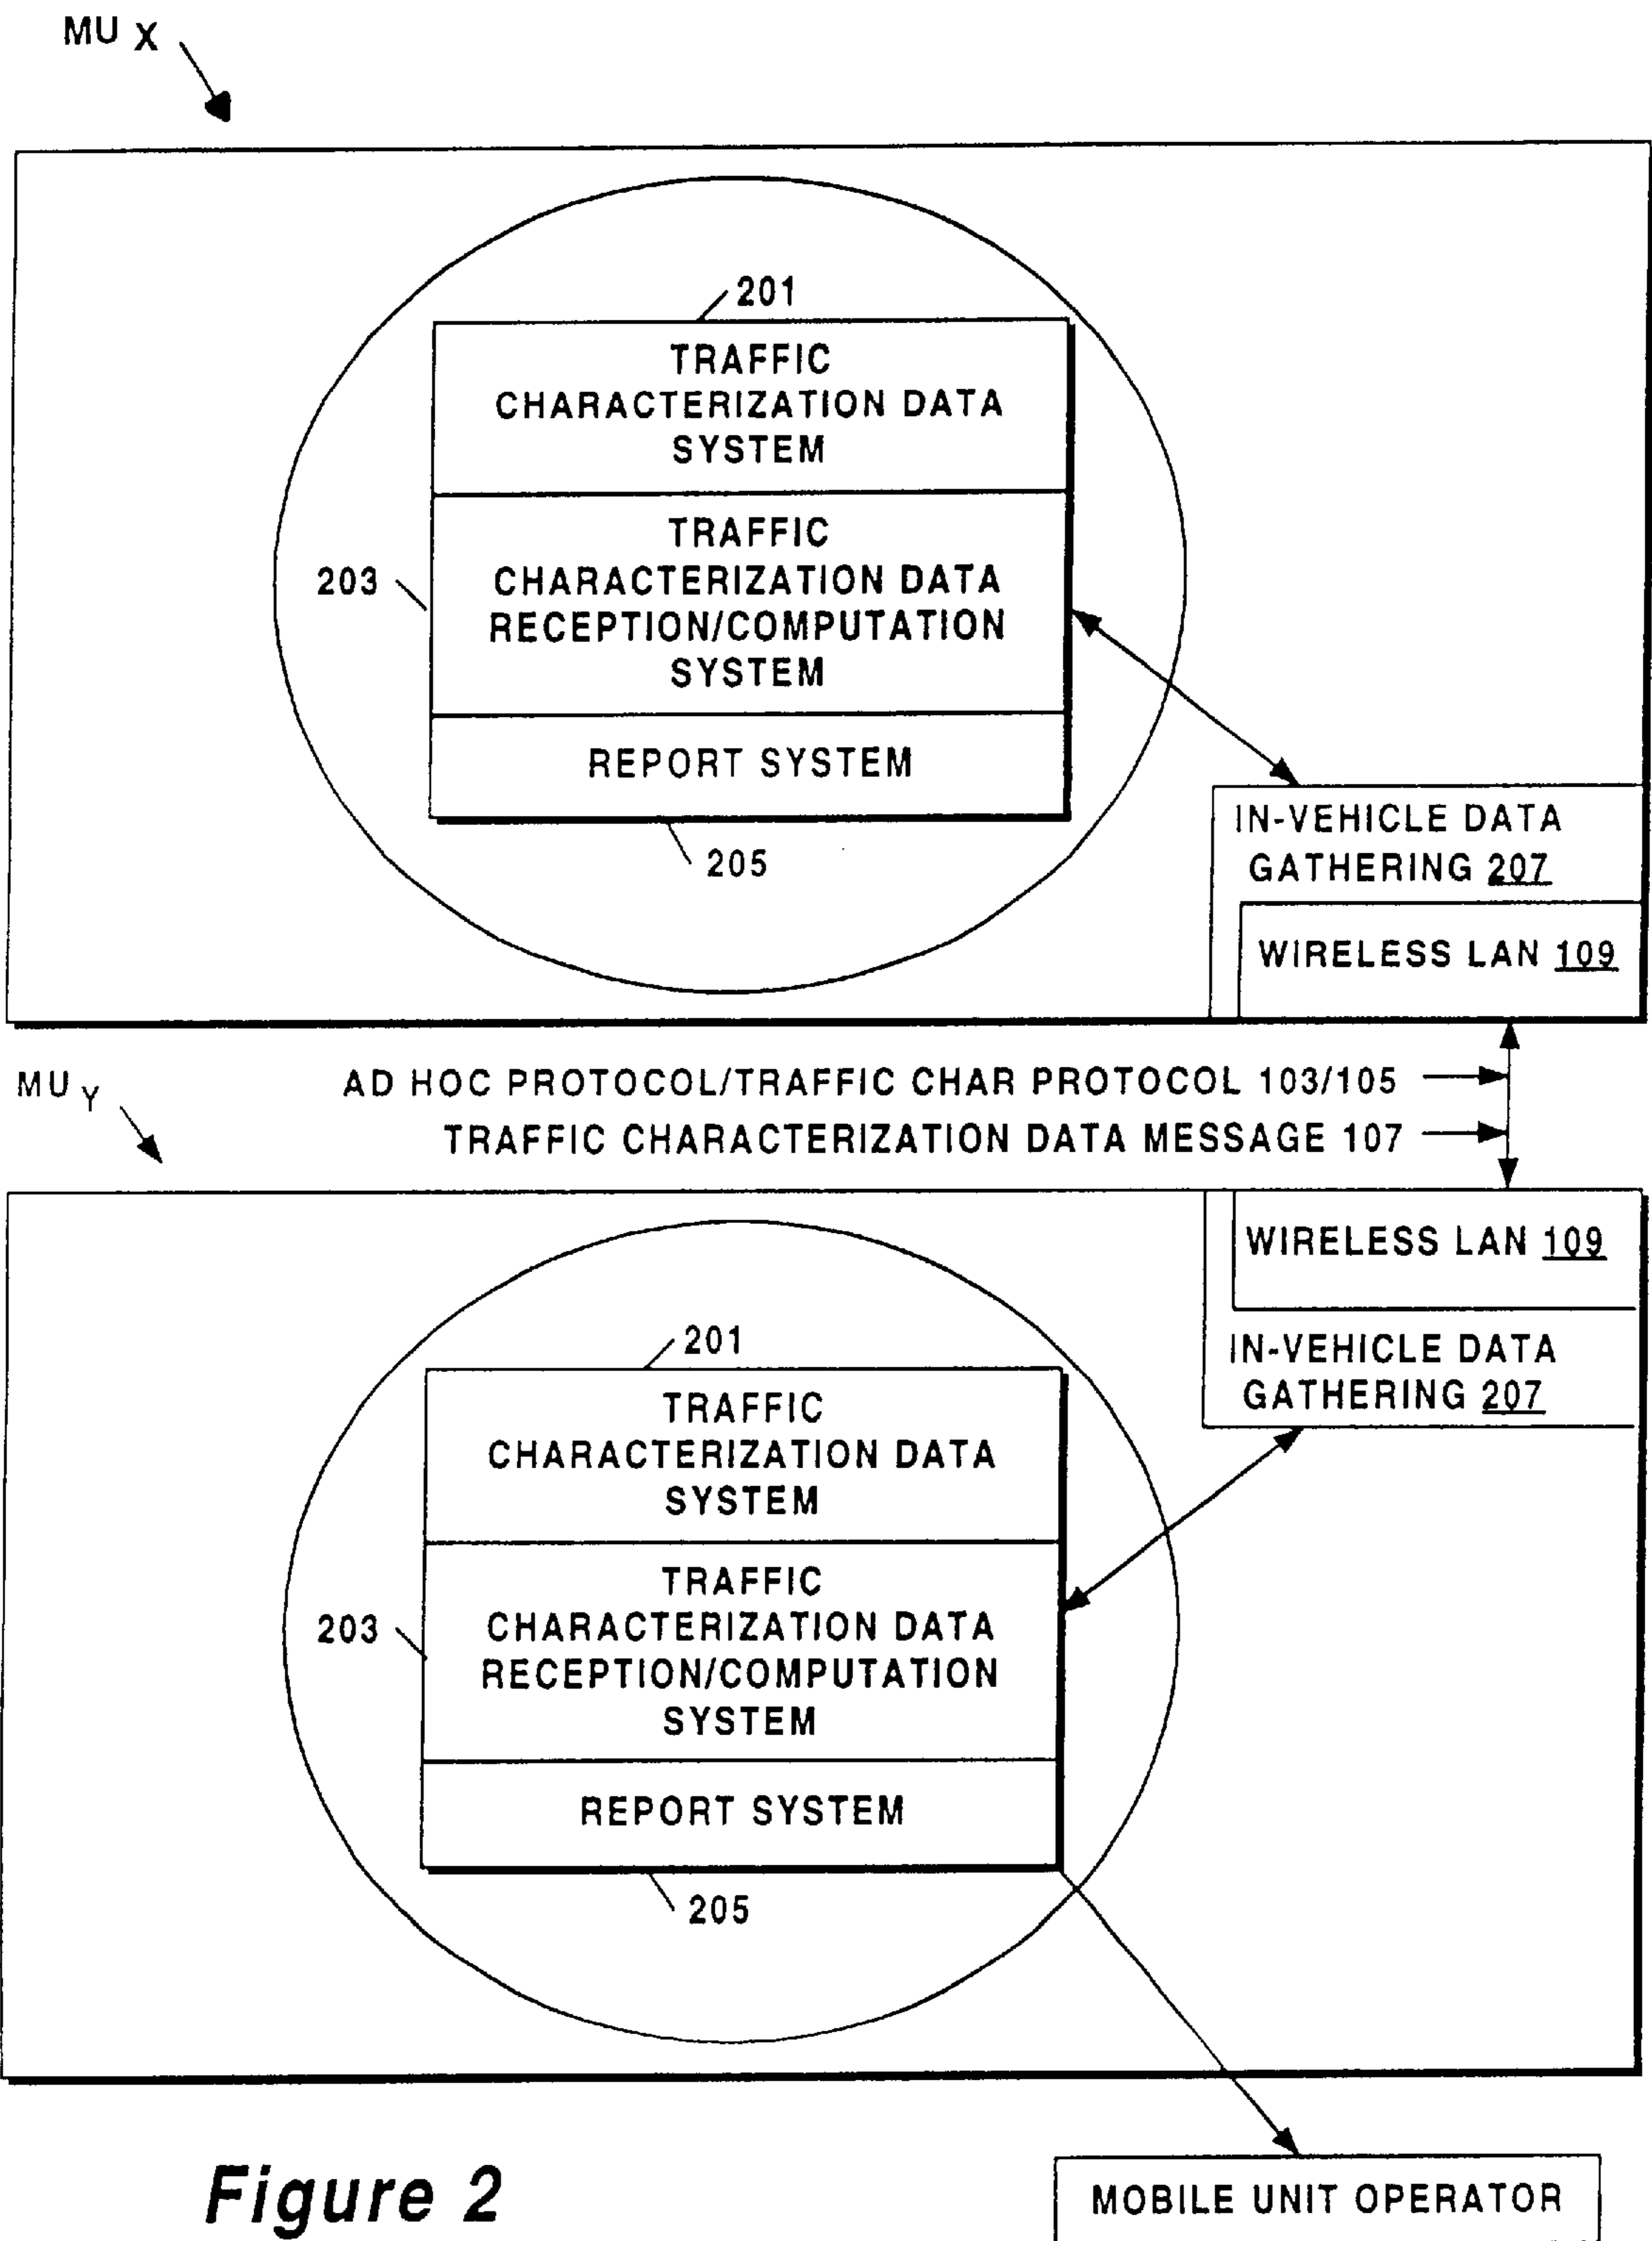 MU X
201
TRAFFIC
CHARACTERIZATION DATA
SYSTEM
203
TRAFFIC
CHARACTERIZATION DATA
RECEPTION/COMPUTATION
SYSTEM
REPORT SYSTEM
205
IN-VEHICLE DATA
GATHERING 207
WIRELESS LAN 109
MU Y
AD HOC PROTOCOL/TRAFFIC CHAR PROTOCOL 103/105
TRAFFIC CHARACTERIZATION DATA MESSAGE 107
WIRELESS LAN 109
IN-VEHICLE DATA
GATHERING 207
201
TRAFFIC
CHARACTERIZATION DATA
SYSTEM
203
TRAFFIC
CHARACTERIZATION DATA
RECEPTION/COMPUTATION
SYSTEM
REPORT SYSTEM
205
Figure 2
MOBILE UNIT OPERATOR